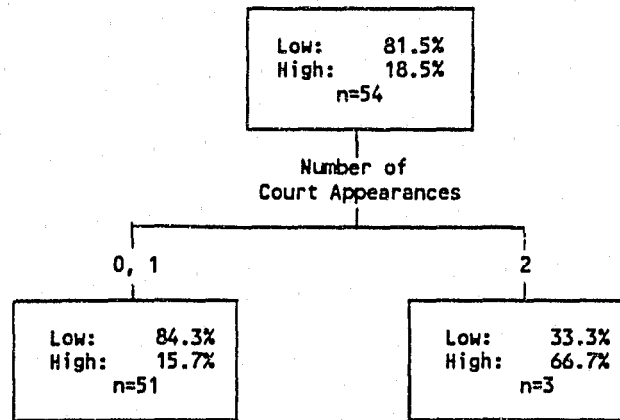 Low: 81.5%
High: 18.5%
n=54
Number of
Court Appearances
0, 1
2
Low: 84.3%
High: 15.7%
n=51
Low: 33.3%
High: 66.7%
n=3